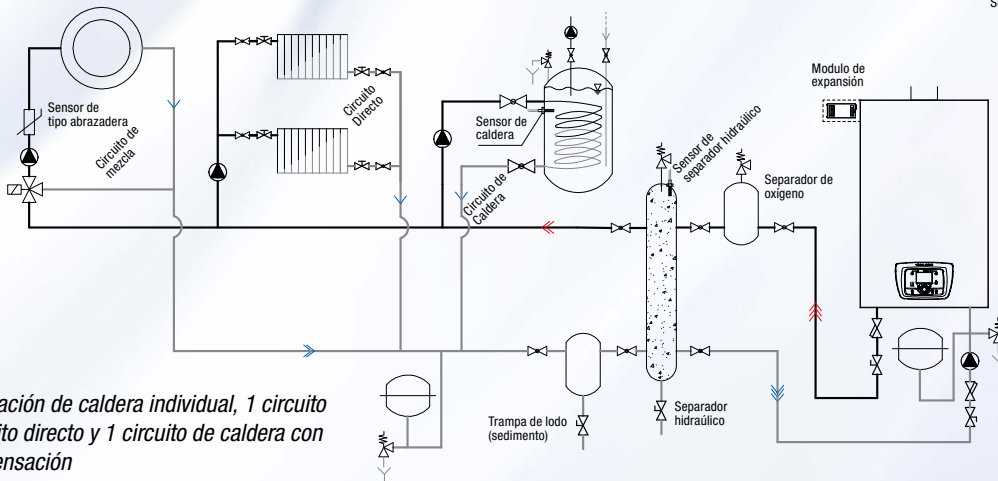 Sensor de
tipo abrazadera
Circuito de
mezcla
Circuito
Directo
Sensor de
caldera
Circuito de
Caldera
Sensor de
separador hidraúlico
Separador de
oxígeno
Modulo de
expansión
Trampa de lodo
(sedimento)
Separador
hidraúlico
ación de caldera individual, 1 circuito
ito directo y 1 circuito de caldera con
ensación